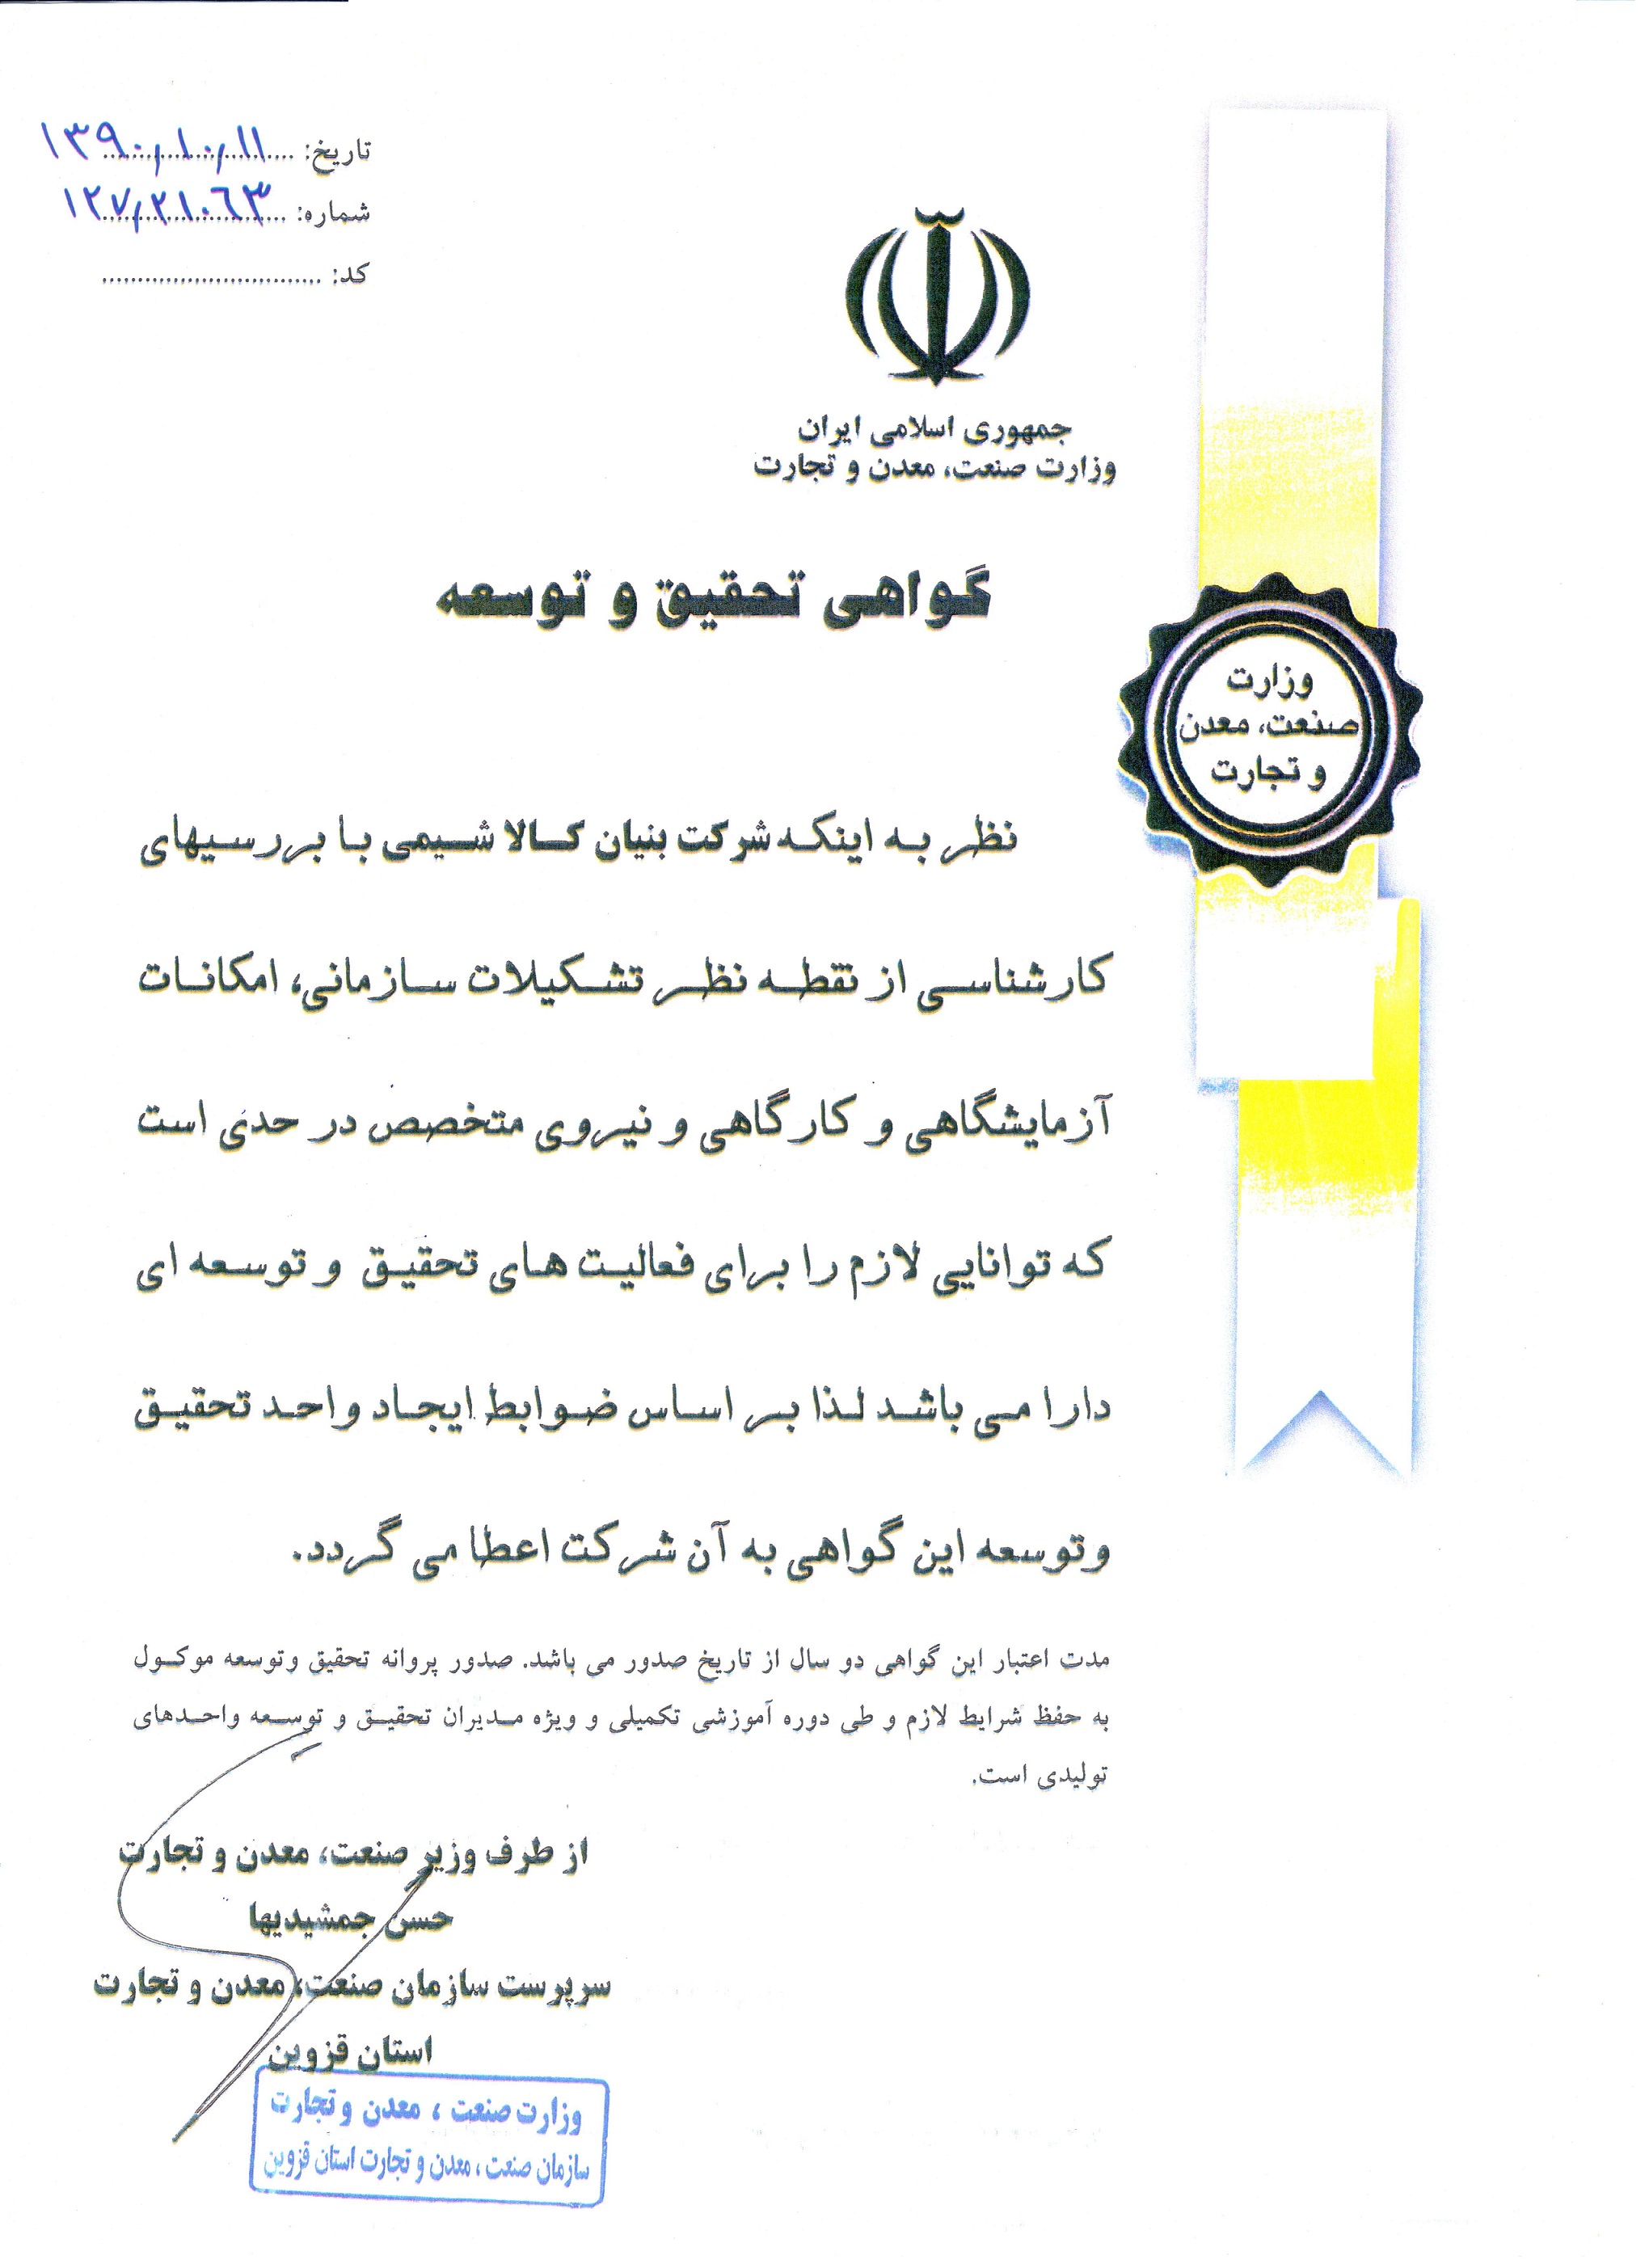 تاریخ: ۱۳۹۰/۱۰/۱۱
شماره: ۱۲۷/۲۱۰۶۳
کد: ..............................
جمهوری اسلامی ایران
وزارت صنعت، معدن و تجارت
گواهی تحقیق و توسعه
وزارت
صنعت، معدن
و تجارت
نظر به اینکه شرکت بنیان کالا شیمی با بررسیهای
کارشناسی از نقطه نظر تشکیلات سازمانی، امکانات
آزمایشگاهی و کارگاهی و نیروی متخصص در حدی است
که توانایی لازم را برای فعالیت های تحقیق و توسعه ای
دارا می باشد لذا بر اساس ضوابط ایجاد واحد تحقیق
وتوسعه این گواهی به آن شرکت اعطا می گردد.
مدت اعتبار این گواهی دو سال از تاریخ صدور می باشد. صدور پروانه تحقیق وتوسعه موکول
به حفظ شرایط لازم و طی دوره آموزشی تکمیلی و ویژه مدیران تحقیق و توسعه واحدهای
تولیدی است.
از طرف وزیر صنعت، معدن و تجارت
حسن جمشیدیها
سرپرست سازمان صنعت، معدن و تجارت
استان قزوین
وزارت صنعت ، معدن و تجارت
سازمان صنعت ، معدن و تجارت استان قزوین